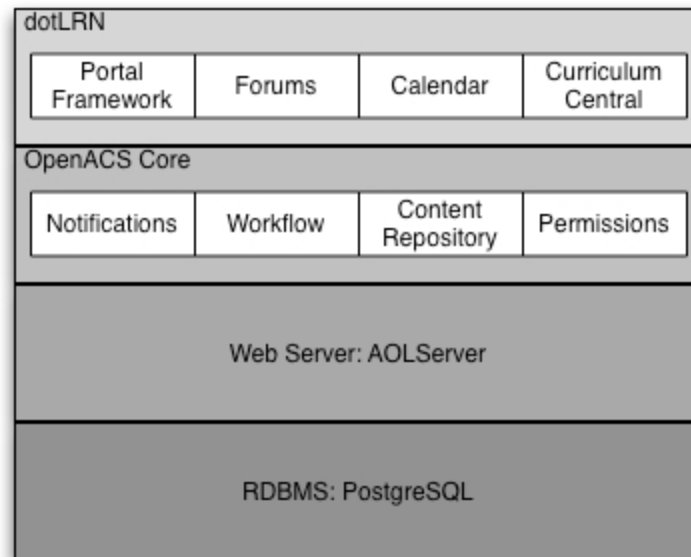 dotLRN
Portal
Framework
Forums
Calendar
Curriculum
Central
OpenACS Core
Notifications
Workflow
Content
Repository
Permissions
Web Server: AOLServer
RDBMS: PostgreSQL